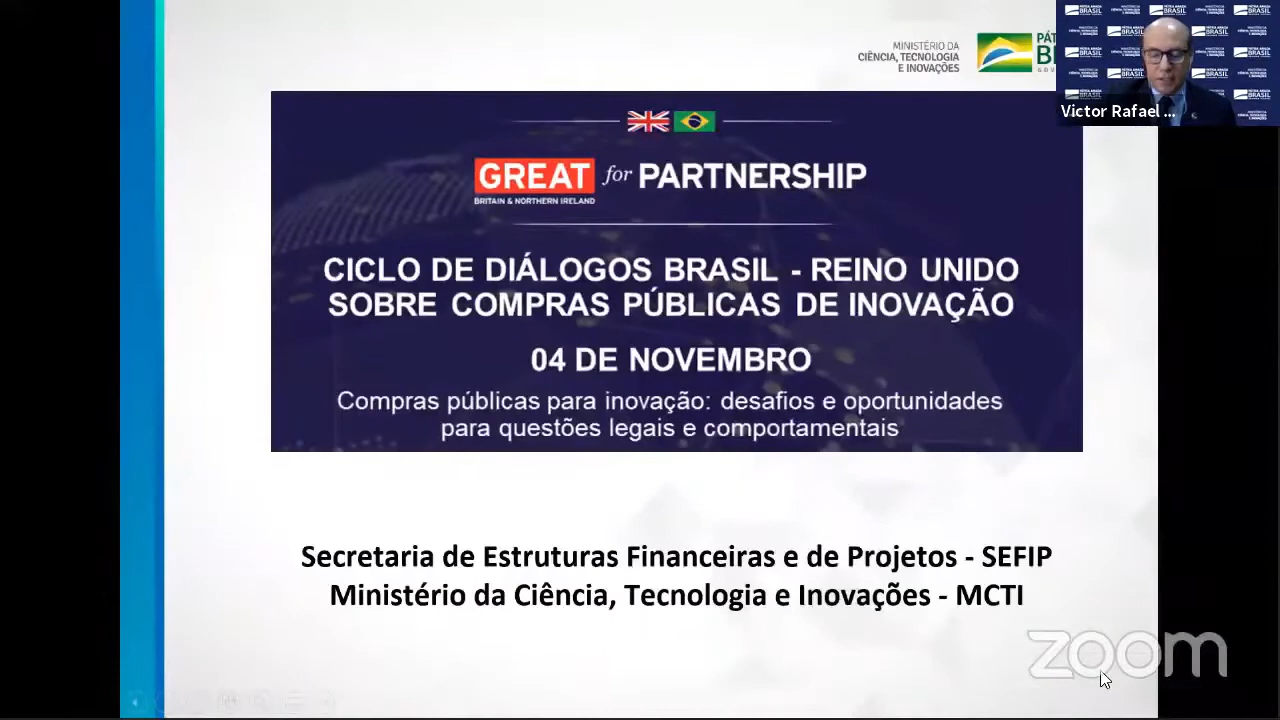 MINISTÉRIO DA
CIÊNCIA, TECNOLOGIA
E INOVAÇÕES
Victor Rafael ...
GREAT for PARTNERSHIP
BRITAIN & NORTHERN IRELAND
CICLO DE DIÁLOGOS BRASIL - REINO UNIDO
SOBRE COMPRAS PÚBLICAS DE INOVAÇÃO
04 DE NOVEMBRO
Compras públicas para inovação: desafios e oportunidades
para questões legais e comportamentais
Secretaria de Estruturas Financeiras e de Projetos - SEFIP
Ministério da Ciência, Tecnologia e Inovações - MCTI
zoom